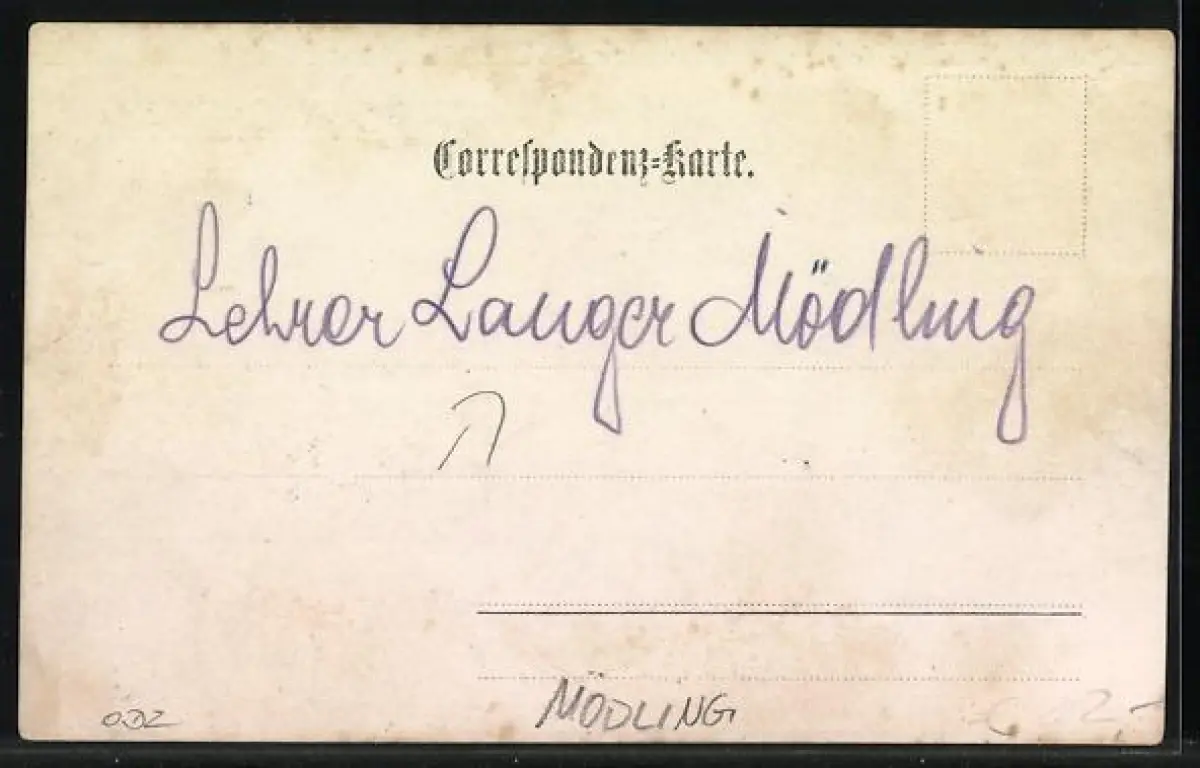 Correspondenz-Karte.
Lehrer Langer Mödling
MÖDLING